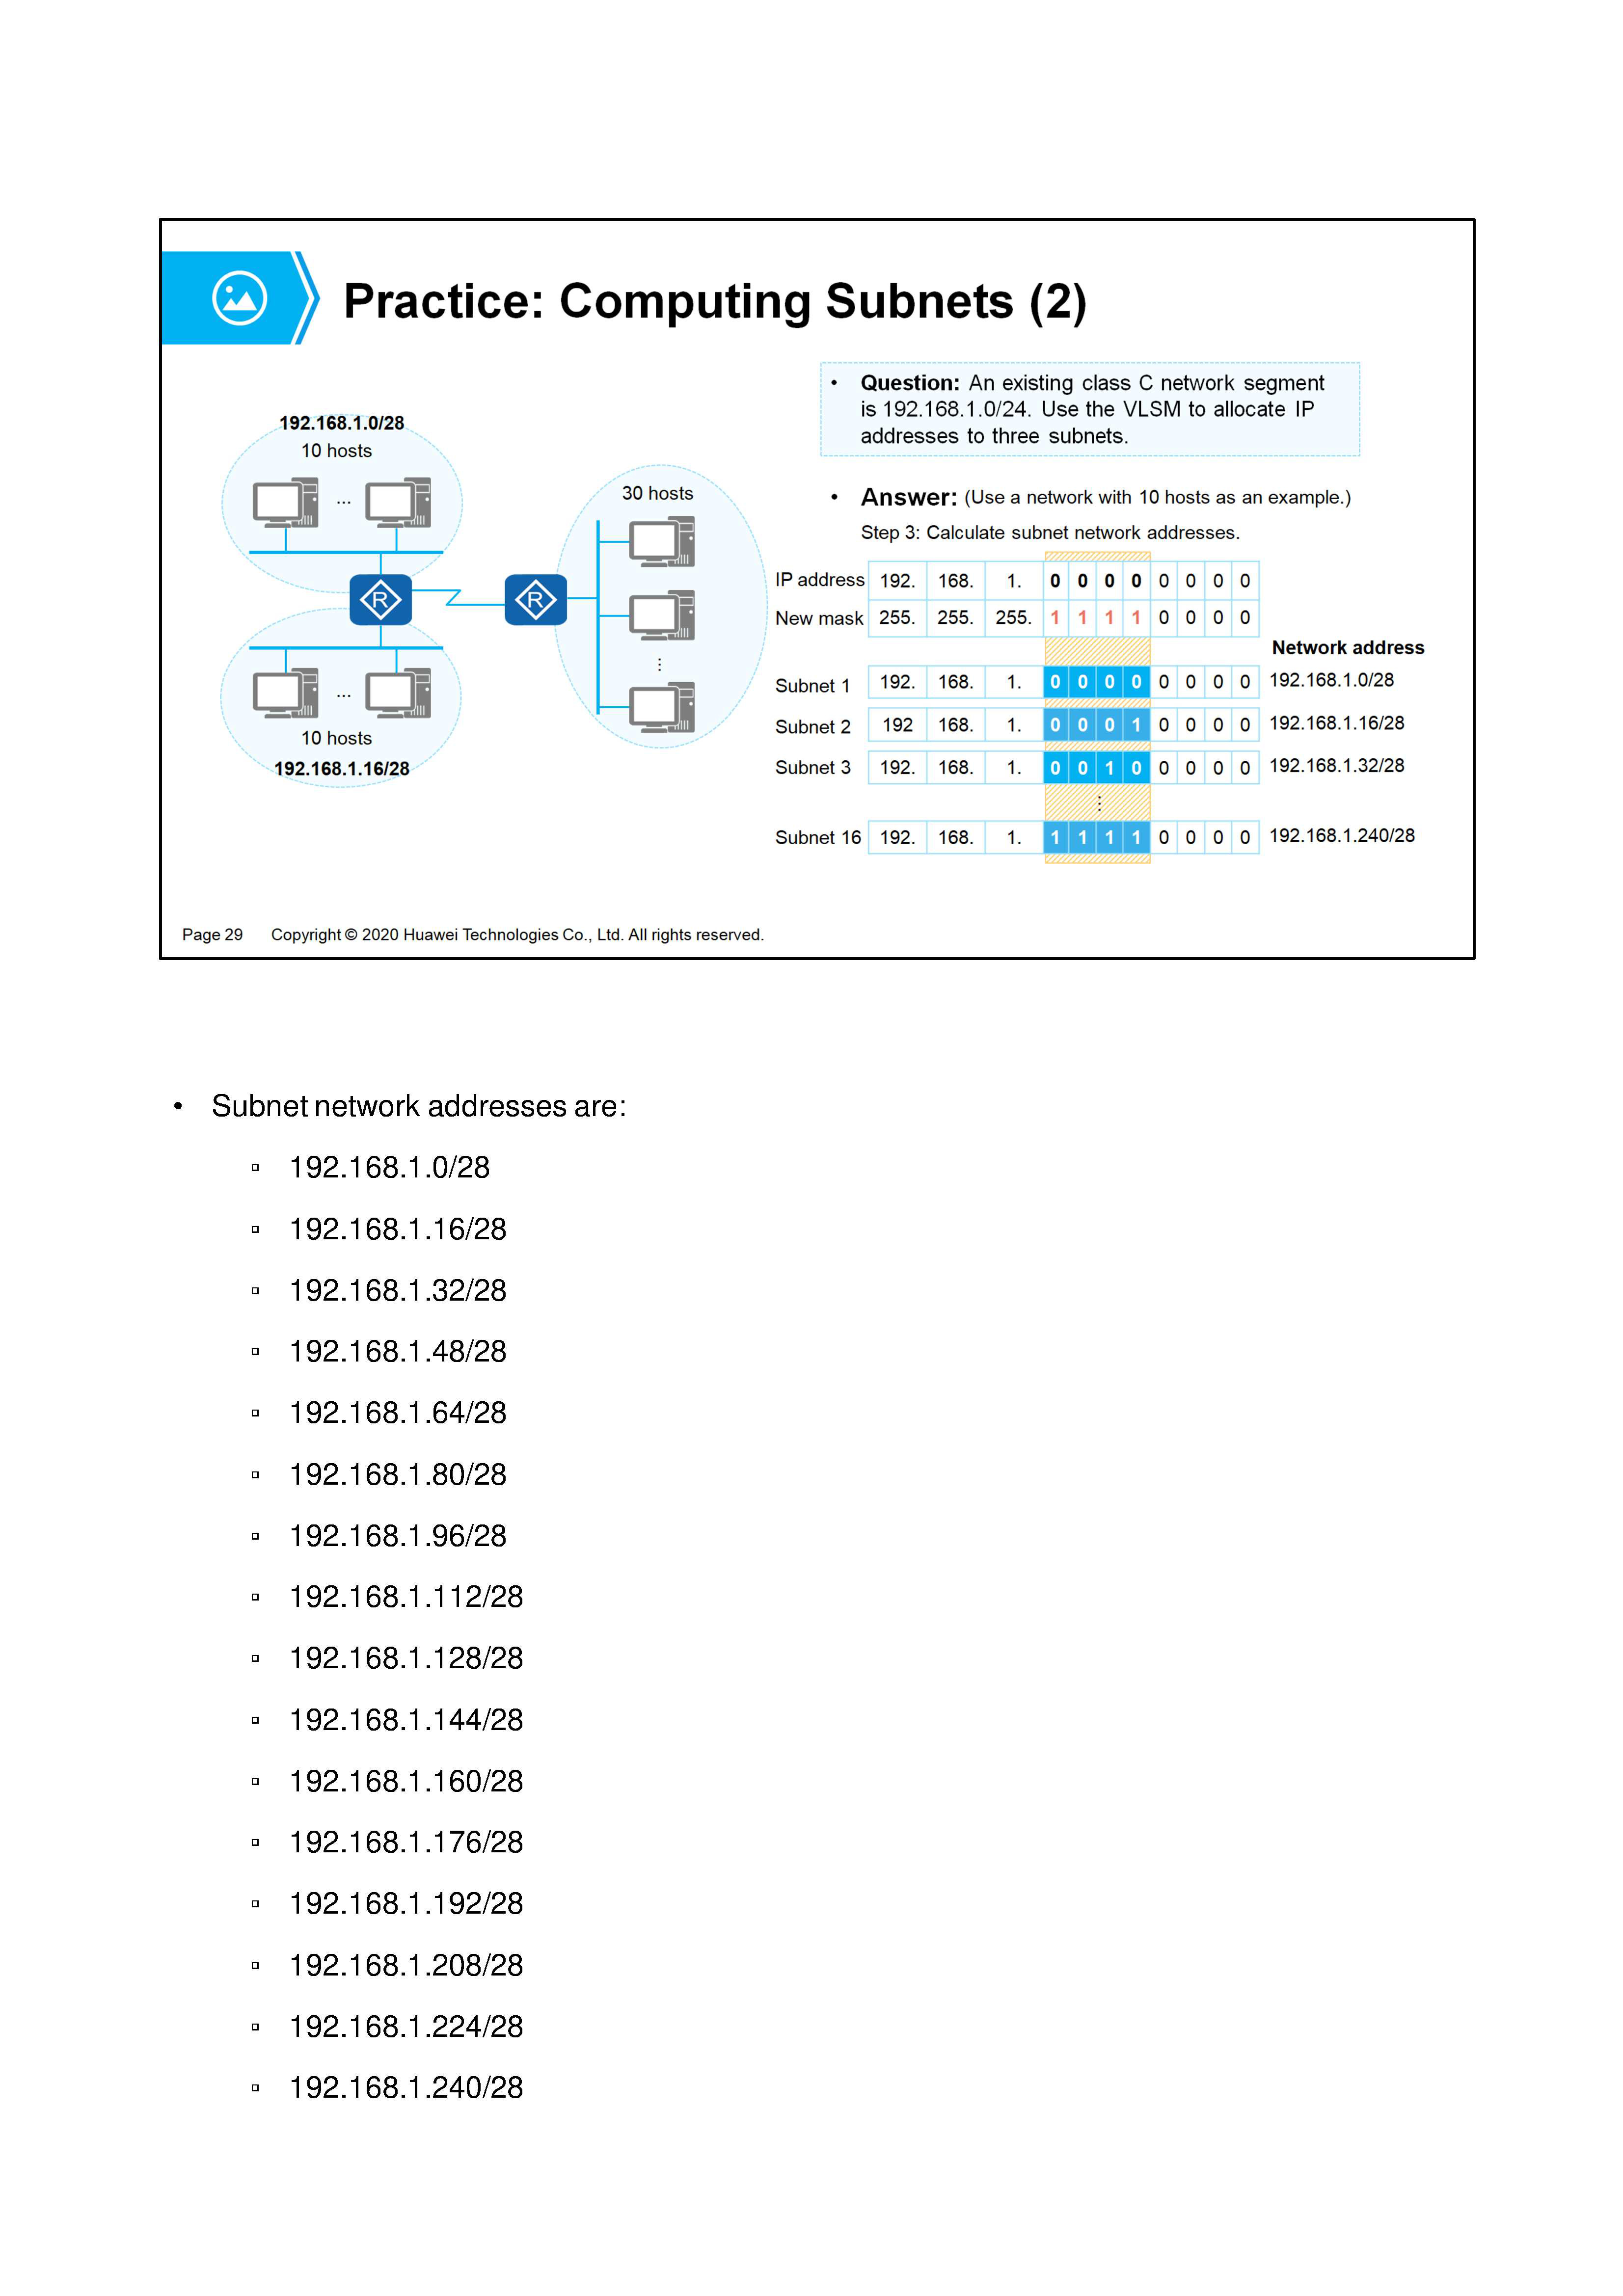 Practice: Computing Subnets (2)
192.168.1.0/28
10 hosts
...
30 hosts
R
R
...
10 hosts
192.168.1.16/28
• Question: An existing class C network segment
is 192.168.1.0/24. Use the VLSM to allocate IP
addresses to three subnets.
• Answer: (Use a network with 10 hosts as an example.)
Step 3: Calculate subnet network addresses.
IP address 192. 168. 1. 0 0 0 0 0 0 0 0
New mask 255. 255. 255. 1 1 1 1 0 0 0 0
Network address
Subnet 1 192. 168. 1. 0 0 0 0 0 0 0 0 192.168.1.0/28
Subnet 2 192 168. 1. 0 0 0 1 0 0 0 0 192.168.1.16/28
Subnet 3 192. 168. 1. 0 0 1 0 0 0 0 0 192.168.1.32/28
Subnet 16 192. 168. 1. 1 1 1 1 0 0 0 0 192.168.1.240/28
Page 29 Copyright © 2020 Huawei Technologies Co., Ltd. All rights reserved.
• Subnet network addresses are:
▫ 192.168.1.0/28
▫ 192.168.1.16/28
▫ 192.168.1.32/28
▫ 192.168.1.48/28
▫ 192.168.1.64/28
▫ 192.168.1.80/28
▫ 192.168.1.96/28
▫ 192.168.1.112/28
▫ 192.168.1.128/28
▫ 192.168.1.144/28
▫ 192.168.1.160/28
▫ 192.168.1.176/28
▫ 192.168.1.192/28
▫ 192.168.1.208/28
▫ 192.168.1.224/28
▫ 192.168.1.240/28